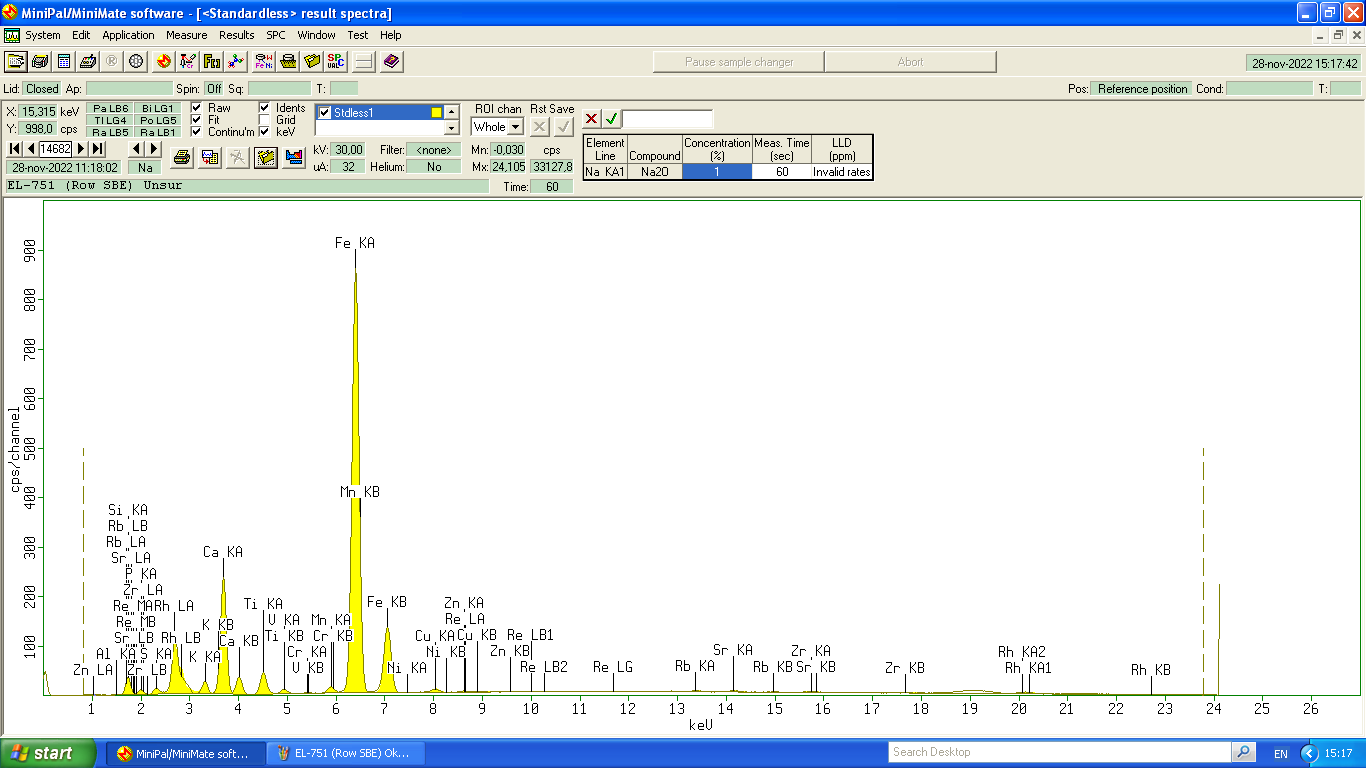 MiniPal/MiniMate software - [<Standardless> result spectra]
System Edit Application Measure Results SPC Window Test Help
Pause sample changer Abort 28-nov-2022 15:17:42
Lid: Closed Ap: Spin: Off Sq: T: Pos: Reference position Cond: T:
X: 15,315 keV Pa LB6 Bi LG1 Raw Idents Stdless1 ROI chan Rst Save
Y: 998,0 cps Tl LG4 Po LG5 Fit Grid Whole
Ra LB5 Ra LB1 Continu'm keV
14682 kV: 30,00 Filter: <none> Mn: -0,030 cps
28-nov-2022 11:18:02 Na uA: 32 Helium: No Mx: 24,105 33127,8
EL-751 (Row SBE) Unsur Time: 60
Element Line Compound Concentration (%) Meas. Time (sec) LLD (ppm)
Na KA1 Na2O 1 60 Invalid rates
Fe KA
900
800
700
600
500
400
300
200
100
cps/channel
Mn KB
Si KA
Rb LB
Rb LA
Sr LA
P KA
Zr LA
Re MA Rh LA
Re MB
Sr LB Rh LB
Al KA S KA K KA
Zn LA Zr LB
Ca KA
K KB
Ca KB
Ti KA
V KA
Ti KB
Mn KA
Cr KB
Cr KA
V KB
Fe KB
Ni KA
Zn KA
Re LA
Cu KA Cu KB
Ni KB
Re LB1
Zn KB
Re LB2
Re LG
Rb KA
Sr KA
Rb KB
Zr KA
Sr KB
Zr KB
Rh KA2
Rh KA1
Rh KB
1 2 3 4 5 6 7 8 9 10 11 12 13 14 15 16 17 18 19 20 21 22 23 24 25 26
keV
start MiniPal/MiniMate soft... EL-751 (Row SBE) Ok... Search Desktop EN 15:17